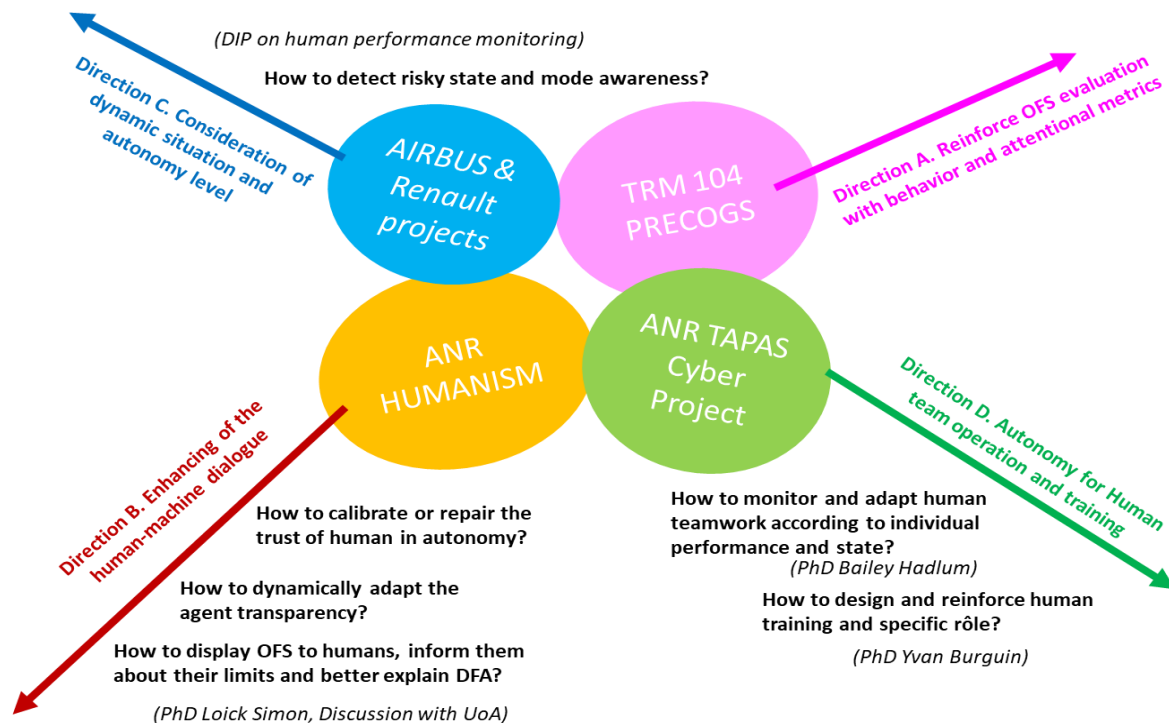 (DIP on human performance monitoring)
How to detect risky state and mode awareness?
Direction C. Consideration of
dynamic situation and
autonomy level
AIRBUS &
Renault
projects
TRM 104
PRECOGS
Direction A. Reinforce OFS evaluation
with behavior and attentional metrics
ANR
HUMANISM
ANR TAPAS
Cyber
Project
Direction B. Enhancing of the
human-machine dialogue
How to calibrate or repair the
trust of human in autonomy?
How to dynamically adapt the
agent transparency?
How to display OFS to humans, inform them
about their limits and better explain DFA?
(PhD Loick Simon, Discussion with UoA)
Direction D. Autonomy for Human
team operation and training
How to monitor and adapt human
teamwork according to individual
performance and state?
(PhD Bailey Hadlum)
How to design and reinforce human
training and specific rôle?
(PhD Yvan Burguin)